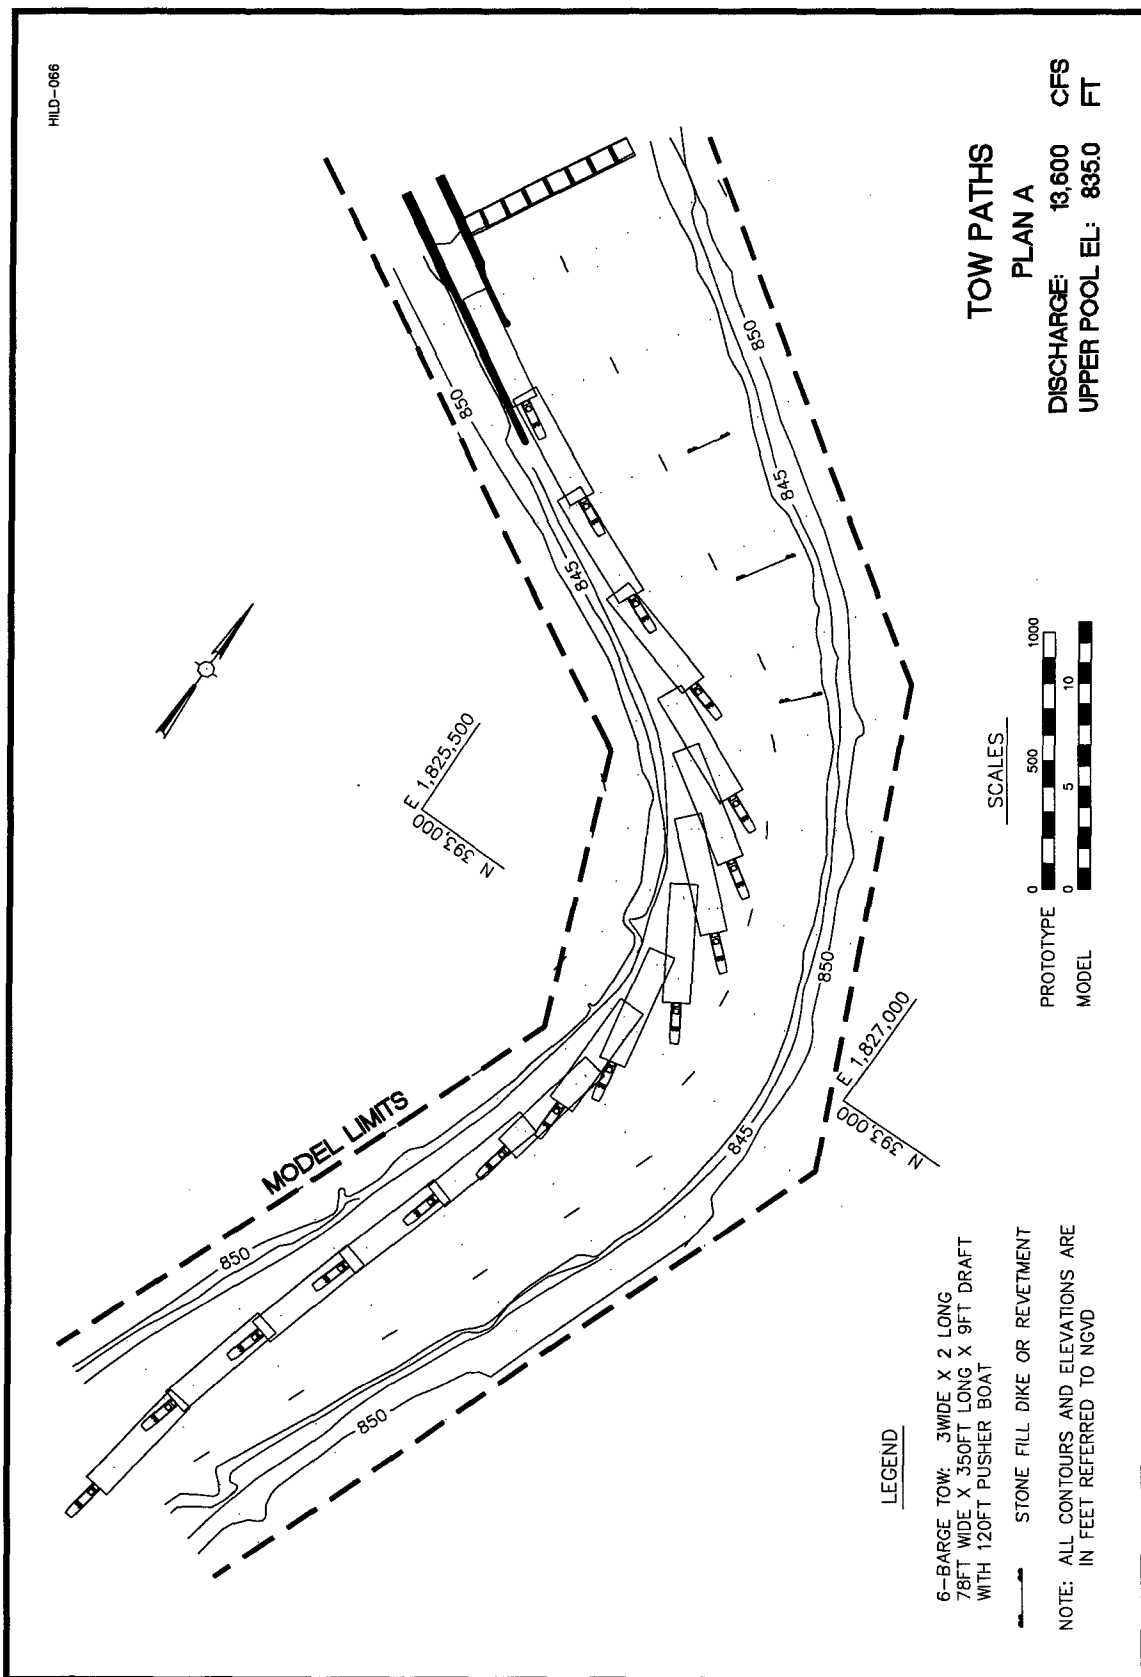 HILD-066
TOW PATHS
PLAN A
DISCHARGE: 13,600 CFS
UPPER POOL EL: 835.0 FT
850
850
845
845
E 1,825,500
N 393,000
SCALES
PROTOTYPE 0 500 1000
MODEL 0 5 10
850
E 1,827,000
N 393,000
845
MODEL LIMITS
850
850
LEGEND
6-BARGE TOW: 3WIDE X 2 LONG
78FT WIDE X 350FT LONG X 9FT DRAFT
WITH 120FT PUSHER BOAT
STONE FILL DIKE OR REVETMENT
NOTE: ALL CONTOURS AND ELEVATIONS ARE
IN FEET REFERRED TO NGVD